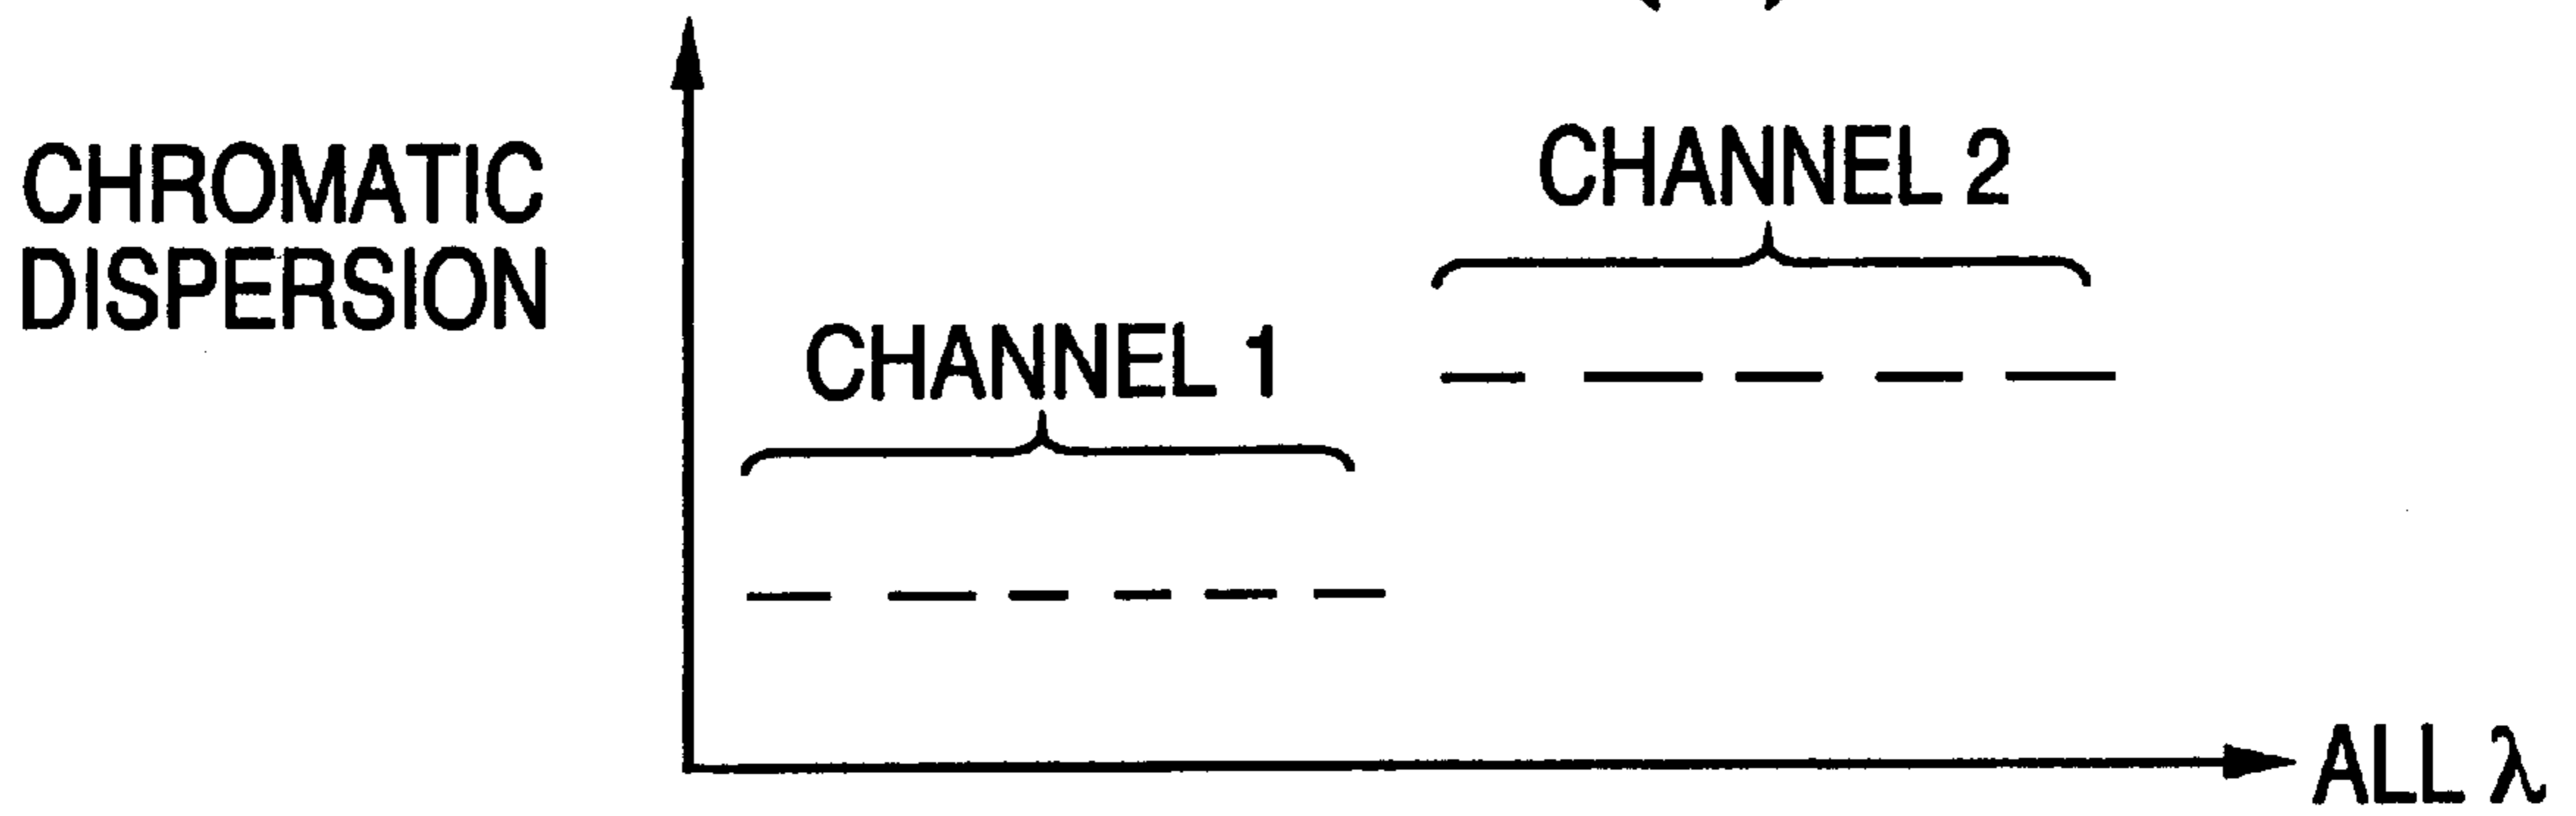 CHROMATIC
DISPERSION
CHANNEL 1
CHANNEL 2
ALL λ